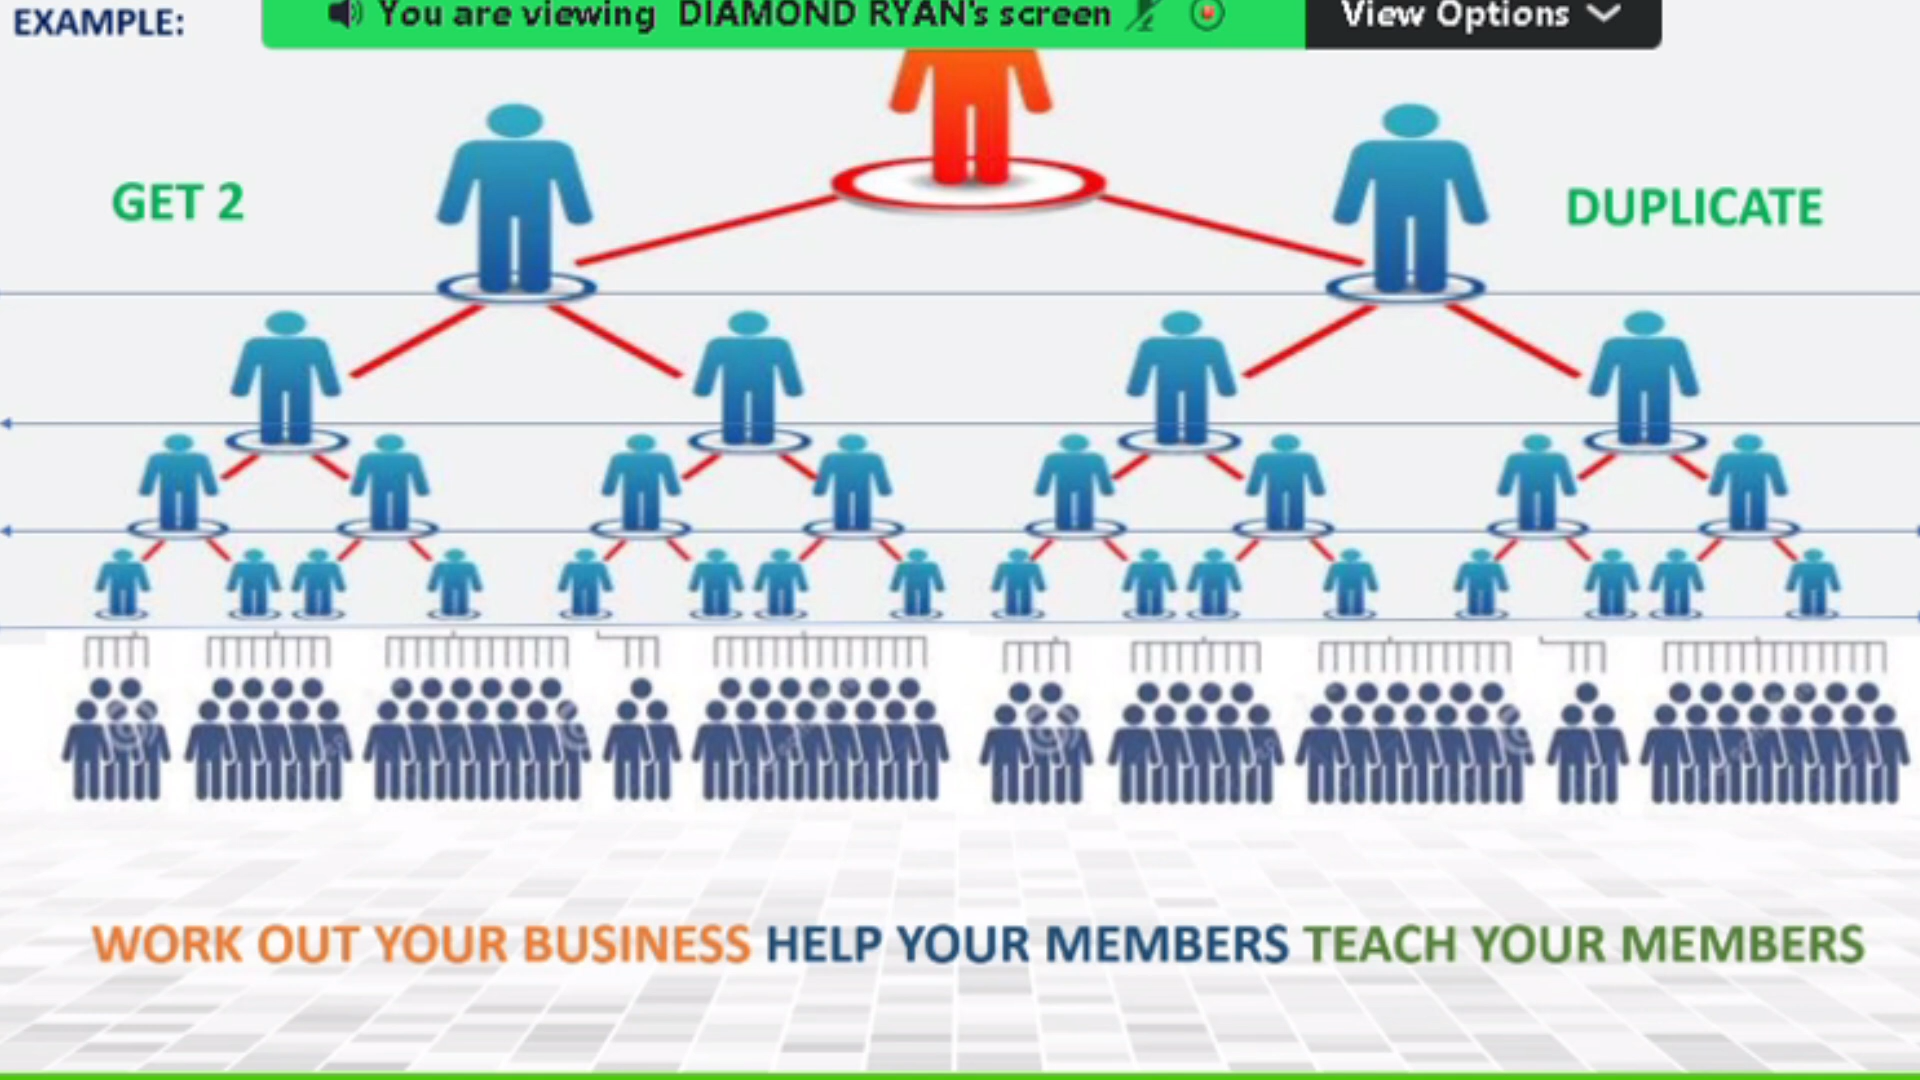 EXAMPLE:
You are viewing DIAMOND RYAN's screen
View Options
GET 2
DUPLICATE
WORK OUT YOUR BUSINESS HELP YOUR MEMBERS TEACH YOUR MEMBERS